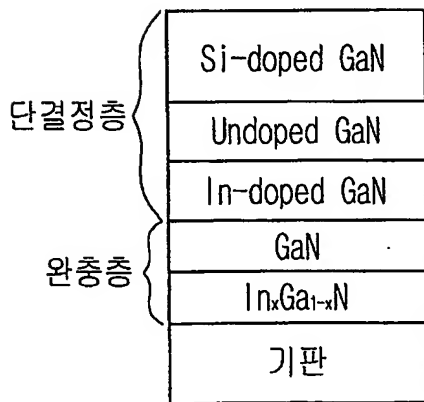 Si-doped GaN
단결정층
Undoped GaN
In-doped GaN
GaN
완충층
InxGa1-xN
기판